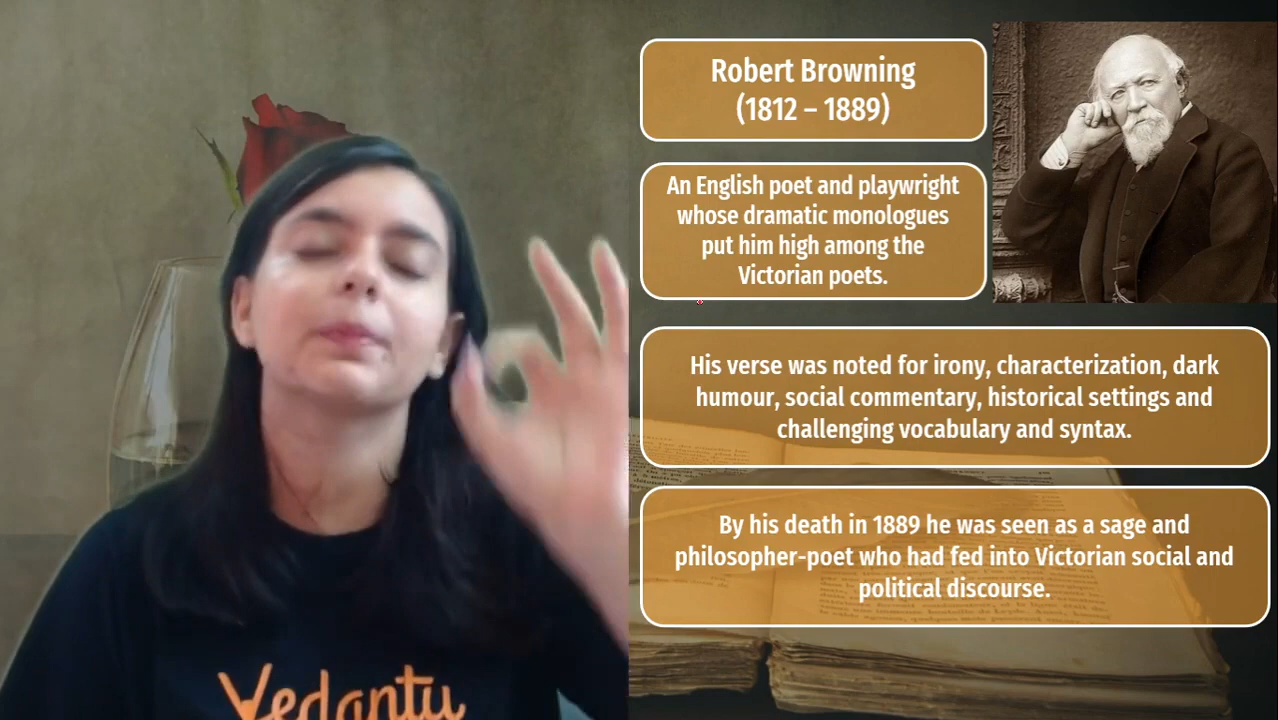 Robert Browning
(1812 – 1889)
An English poet and playwright
whose dramatic monologues
put him high among the
Victorian poets.
His verse was noted for irony, characterization, dark
humour, social commentary, historical settings and
challenging vocabulary and syntax.
By his death in 1889 he was seen as a sage and
philosopher-poet who had fed into Victorian social and
political discourse.
Vedantu